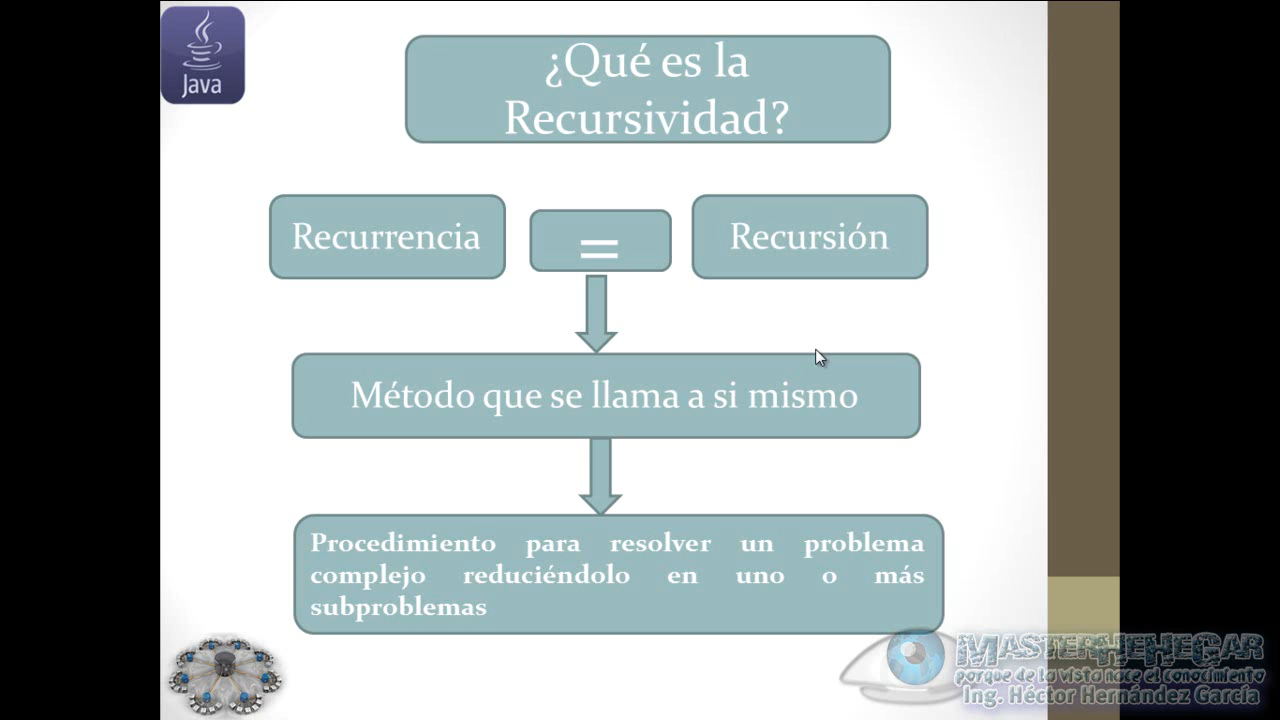 Java
¿Qué es la
Recursividad?
Recurrencia
=
Recursión
Método que se llama a si mismo
Procedimiento para resolver un problema
complejo reduciéndolo en uno o más
subproblemas
MASTERHEHEGAR
porque de la vista nace el conocimiento
Ing. Héctor Hernández García